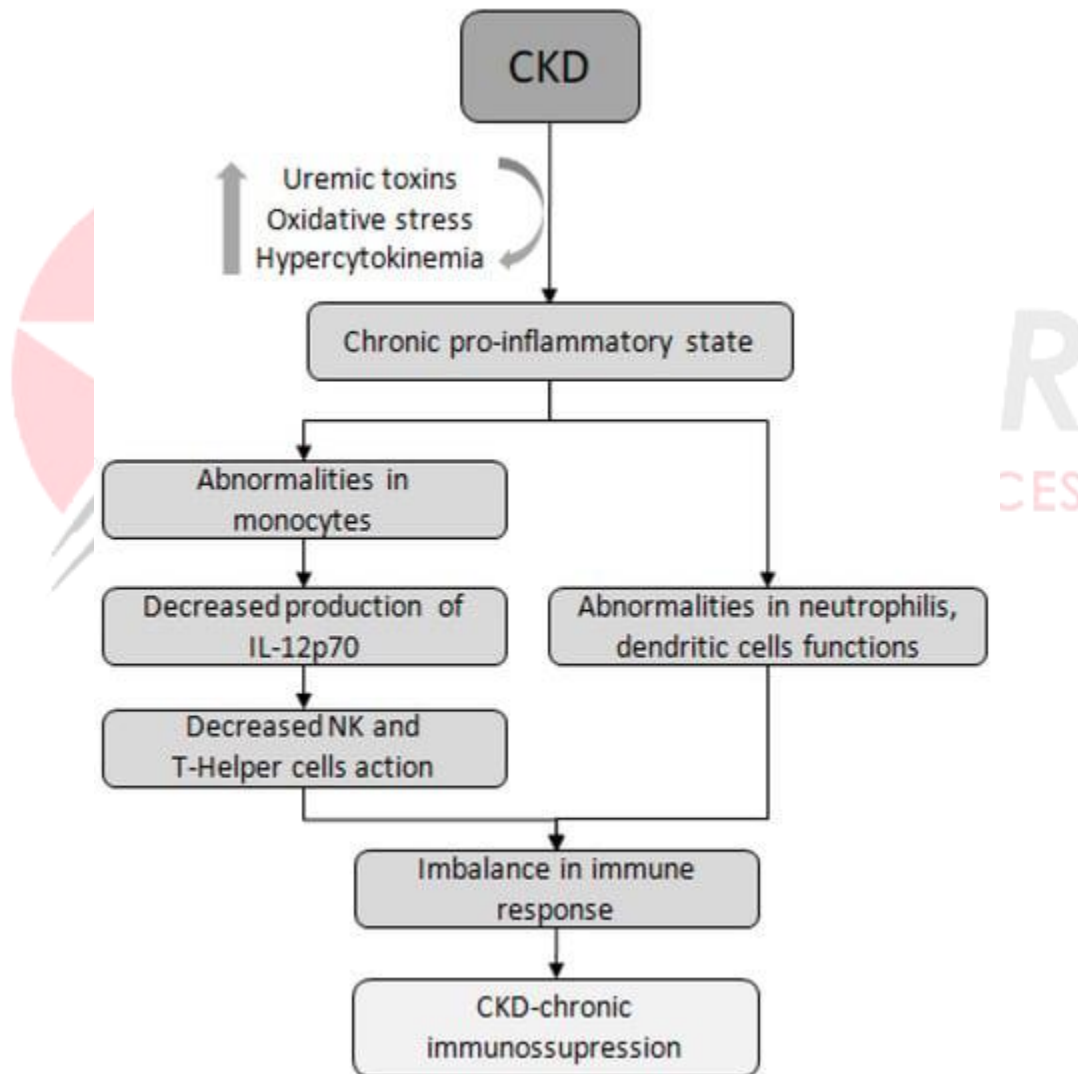 CKD
Uremic toxins
Oxidative stress
Hypercytokinemia
Chronic pro-inflammatory state
Abnormalities in
monocytes
Decreased production of
IL-12p70
Decreased NK and
T-Helper cells action
Abnormalities in neutrophilis,
dendritic cells functions
Imbalance in immune
response
CKD-chronic
immunossupression
R
CES